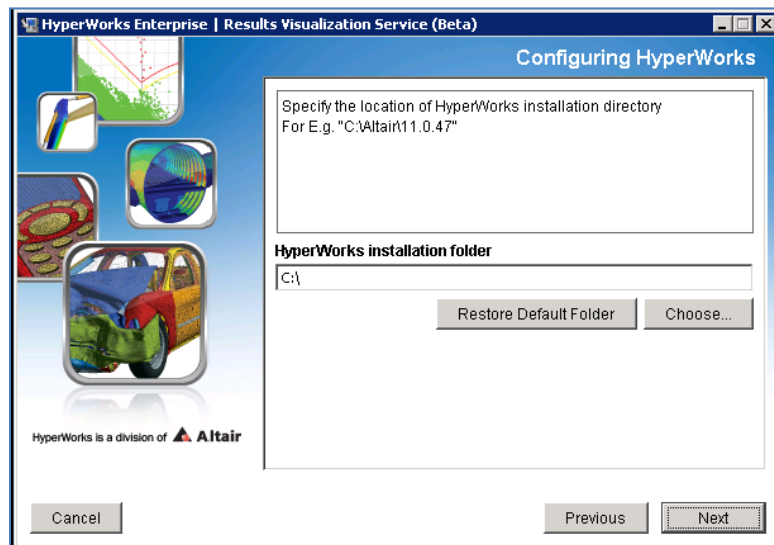 HyperWorks Enterprise | Results Visualization Service (Beta)
Configuring HyperWorks
Specify the location of HyperWorks installation directory
For E.g. "C:\Altair\11.0.47"
HyperWorks installation folder
C:\
Restore Default Folder
Choose...
HyperWorks is a division of Altair
Cancel
Previous
Next